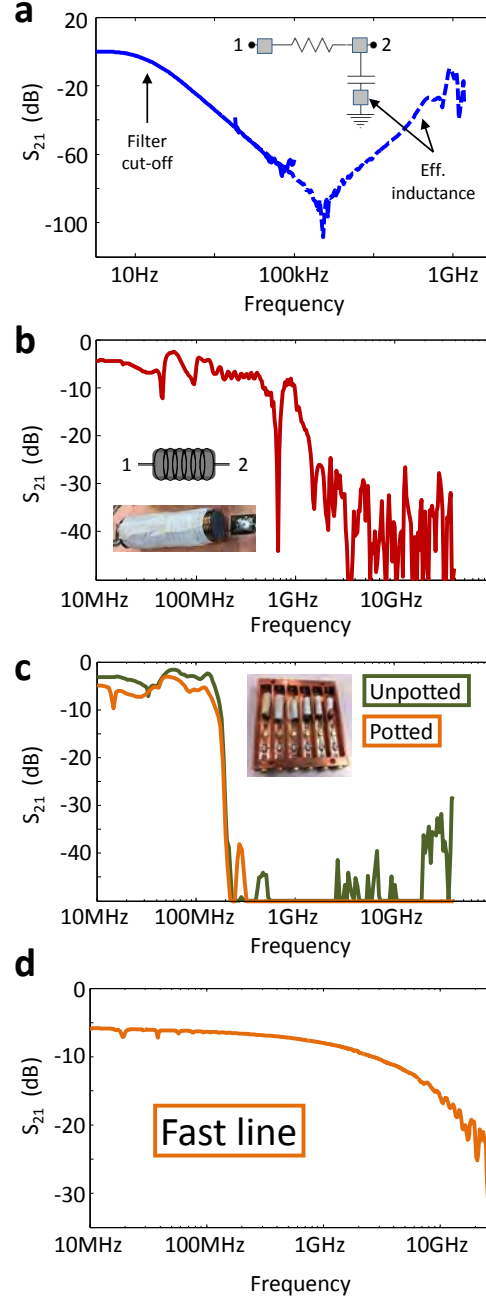 a
20
-20
-60
-100
S21 (dB)
1
2
Filter
cut-off
Eff.
inductance
10Hz
100kHz
1GHz
Frequency
b
0
-10
-20
-30
-40
S21 (dB)
1
2
10MHz
100MHz
1GHz
10GHz
Frequency
c
0
-10
-20
-30
-40
S21 (dB)
Unpotted
Potted
10MHz
100MHz
1GHz
10GHz
Frequency
d
0
-10
-20
-30
S21 (dB)
Fast line
10MHz
100MHz
1GHz
10GHz
Frequency